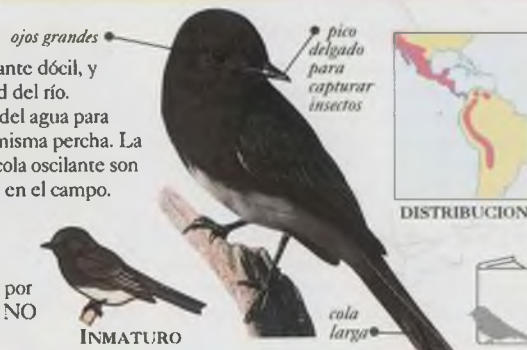 ojos grandes
ante dócil, y
d del río.
del agua para
misma percha. La
cola oscilante son
en el campo.
pico
delgado
para
capturar
insectos
DISTRIBUCION
por
NO
INMATURO
cola
larga